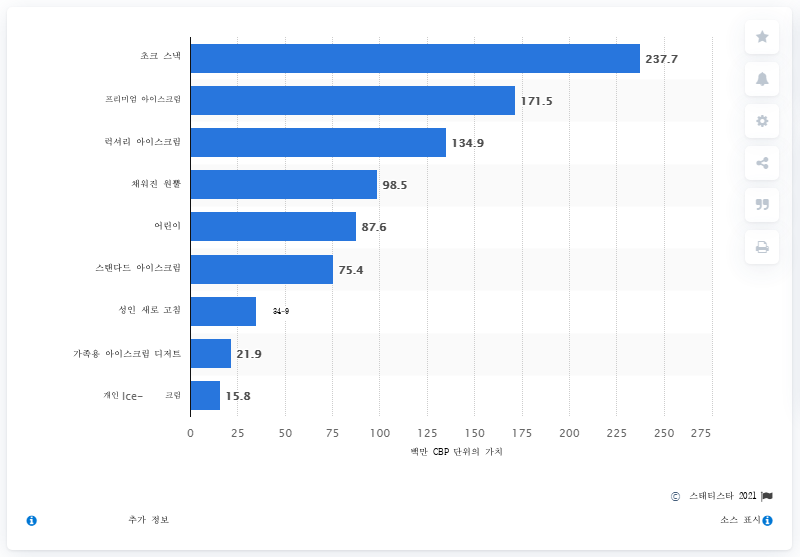 초크 스낵 237.7
프리미엄 아이스크림 171.5
럭셔리 아이스크림 134.9
채워진 원뿔 98.5
어린이 87.6
스탠다드 아이스크림 75.4
성인 새로 고침 34-9
가족용 아이스크림 디저트 21.9
개인 Ice- 크림 15.8
0 25 50 75 100 125 150 175 200 225 250 275
백만 CBP 단위의 가치
© 스태티스타 2021
추가 정보 소스 표시